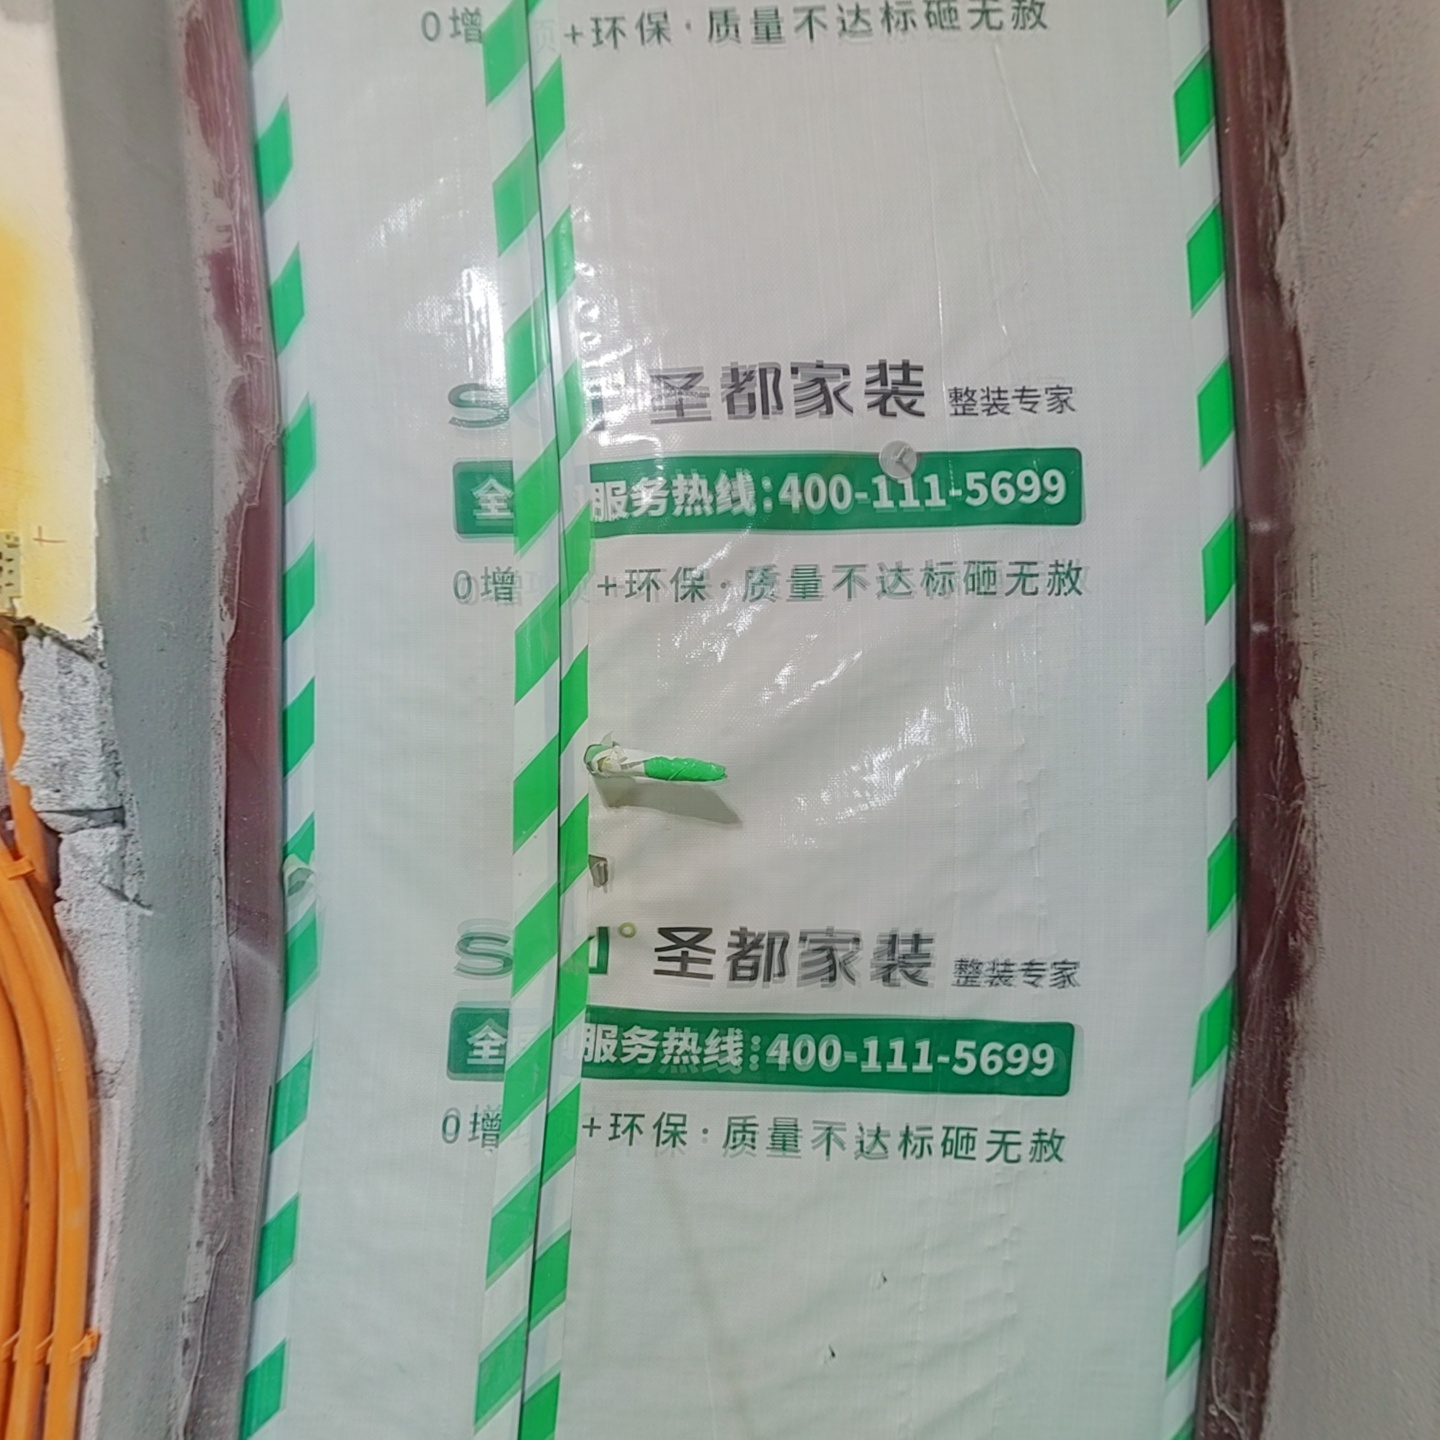 0增 项+环保·质量不达标砸无赦
S 圣都家装 整装专家
全 服务热线:400-111-5699
0增项+环保·质量不达标砸无赦
S 圣都家装 整装专家
全 服务热线:400-111-5699
0增 +环保·质量不达标砸无赦